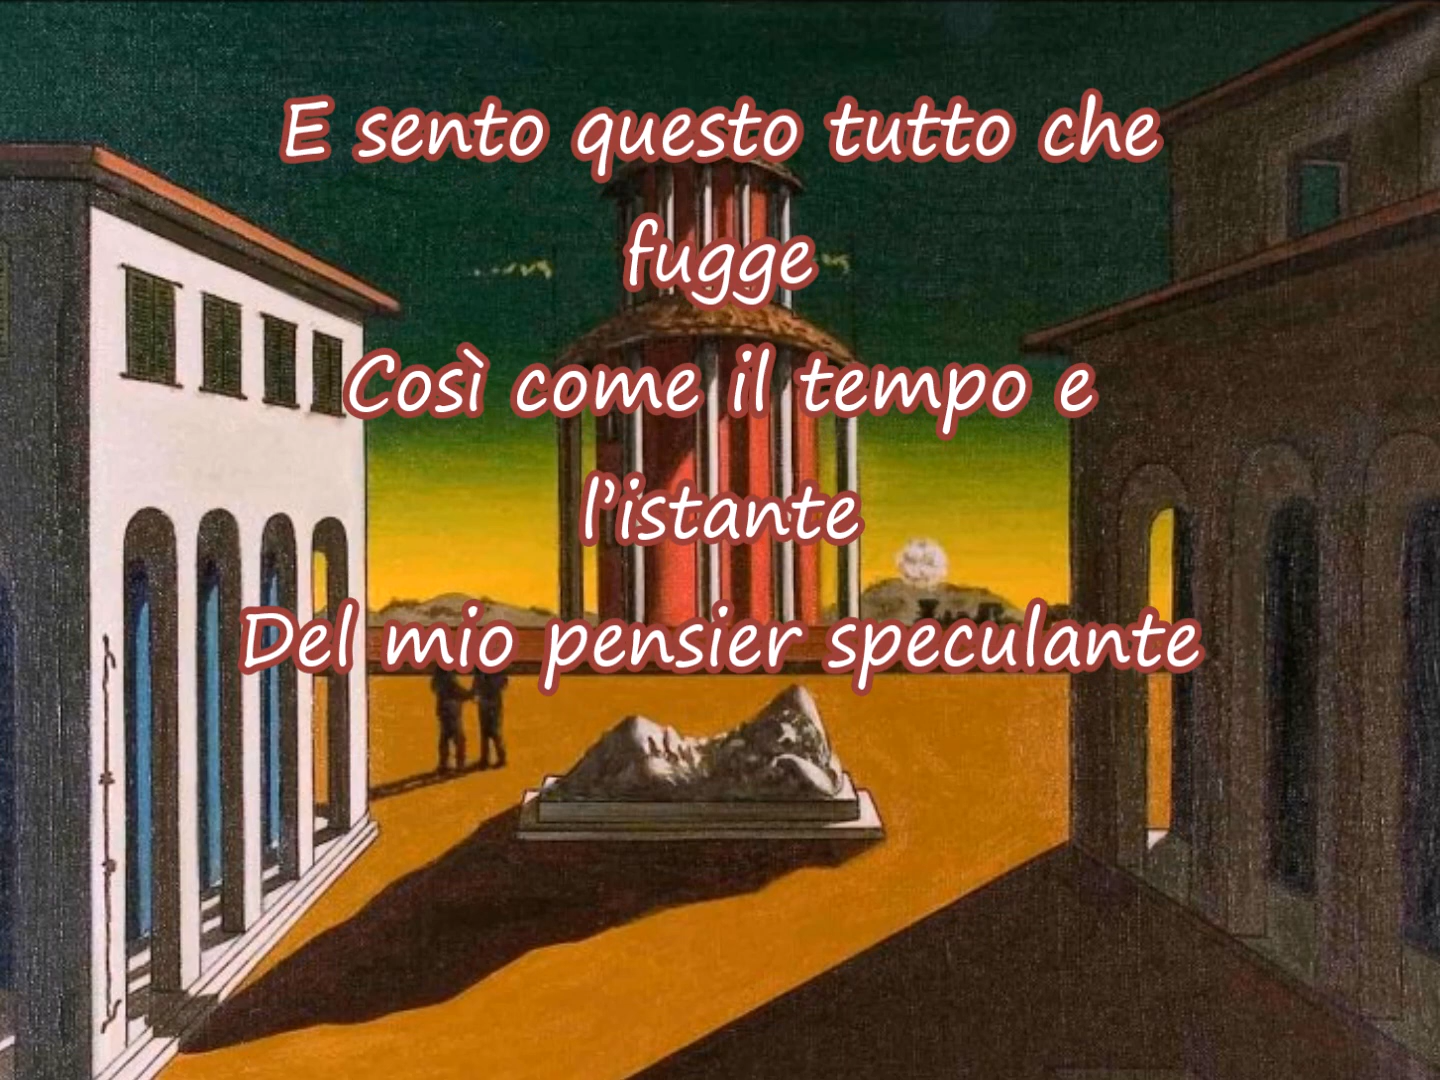 E sento questo tutto che
fugge
Così come il tempo e
l’istante
Del mio pensier speculante